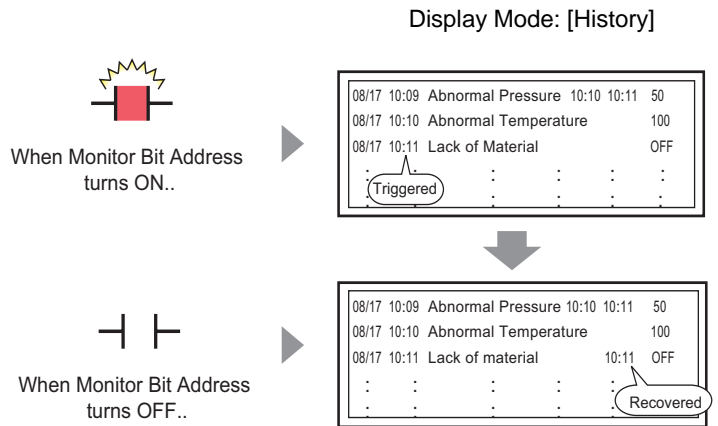 Display Mode: [History]
08/17 10:09 Abnormal Pressure 10:10 10:11 50
08/17 10:10 Abnormal Temperature 100
08/17 10:11 Lack of Material OFF
: : : : : :
Triggered
: : : : : :
When Monitor Bit Address
turns ON..
08/17 10:09 Abnormal Pressure 10:10 10:11 50
08/17 10:10 Abnormal Temperature 100
08/17 10:11 Lack of material 10:11 OFF
: : : : : :
Recovered
: : : : :
When Monitor Bit Address
turns OFF..